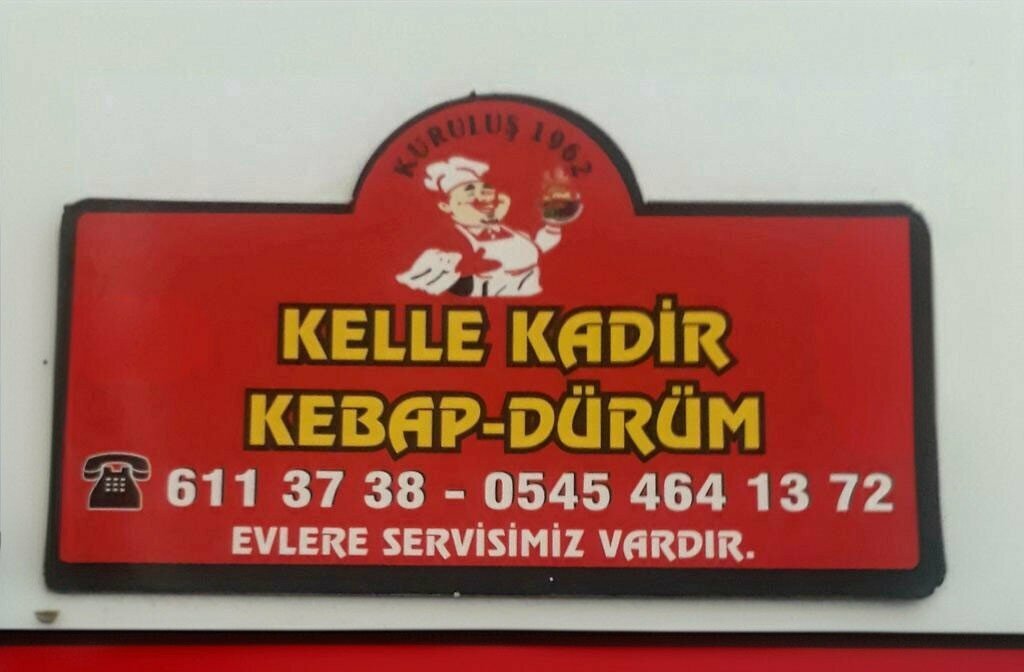 KURULUŞ 1962
KELLE KADİR
KEBAP-DÜRÜM
611 37 38 - 0545 464 13 72
EVLERE SERVİSİMİZ VARDIR.